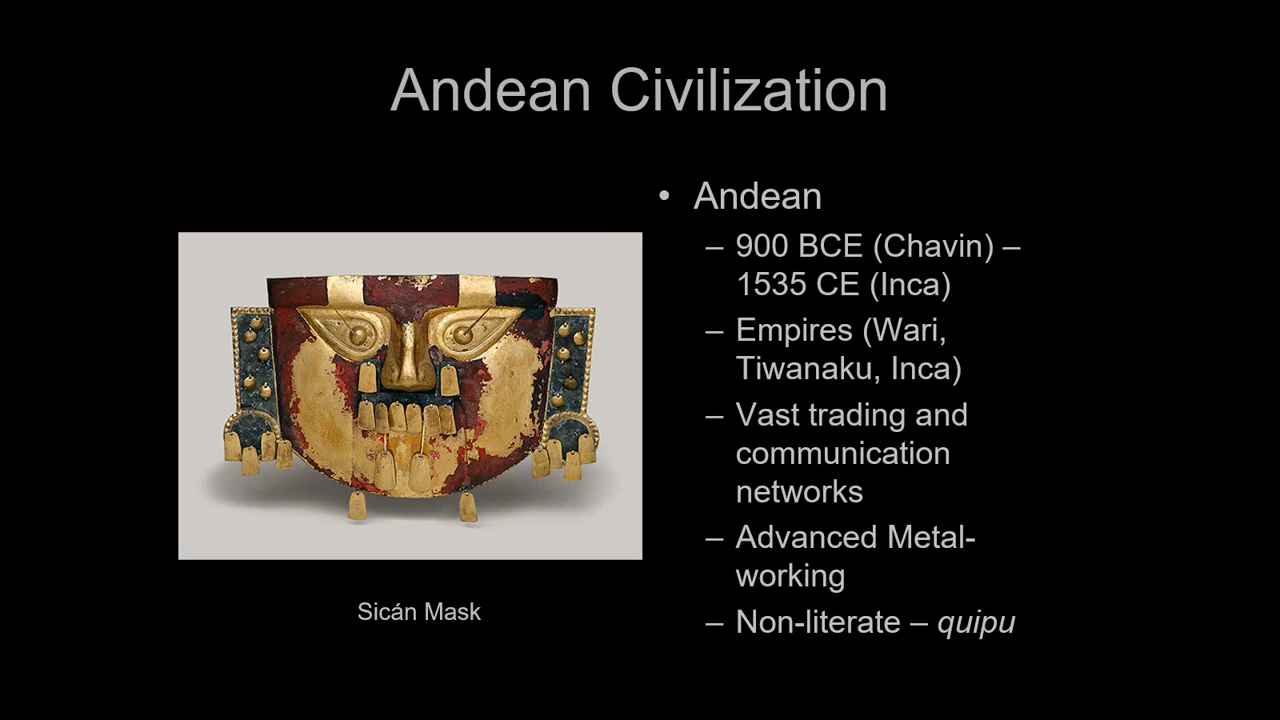 Andean Civilization
• Andean
– 900 BCE (Chavin) –
1535 CE (Inca)
– Empires (Wari,
Tiwanaku, Inca)
– Vast trading and
communication
networks
– Advanced Metal-
working
– Non-literate – quipu
Sicán Mask